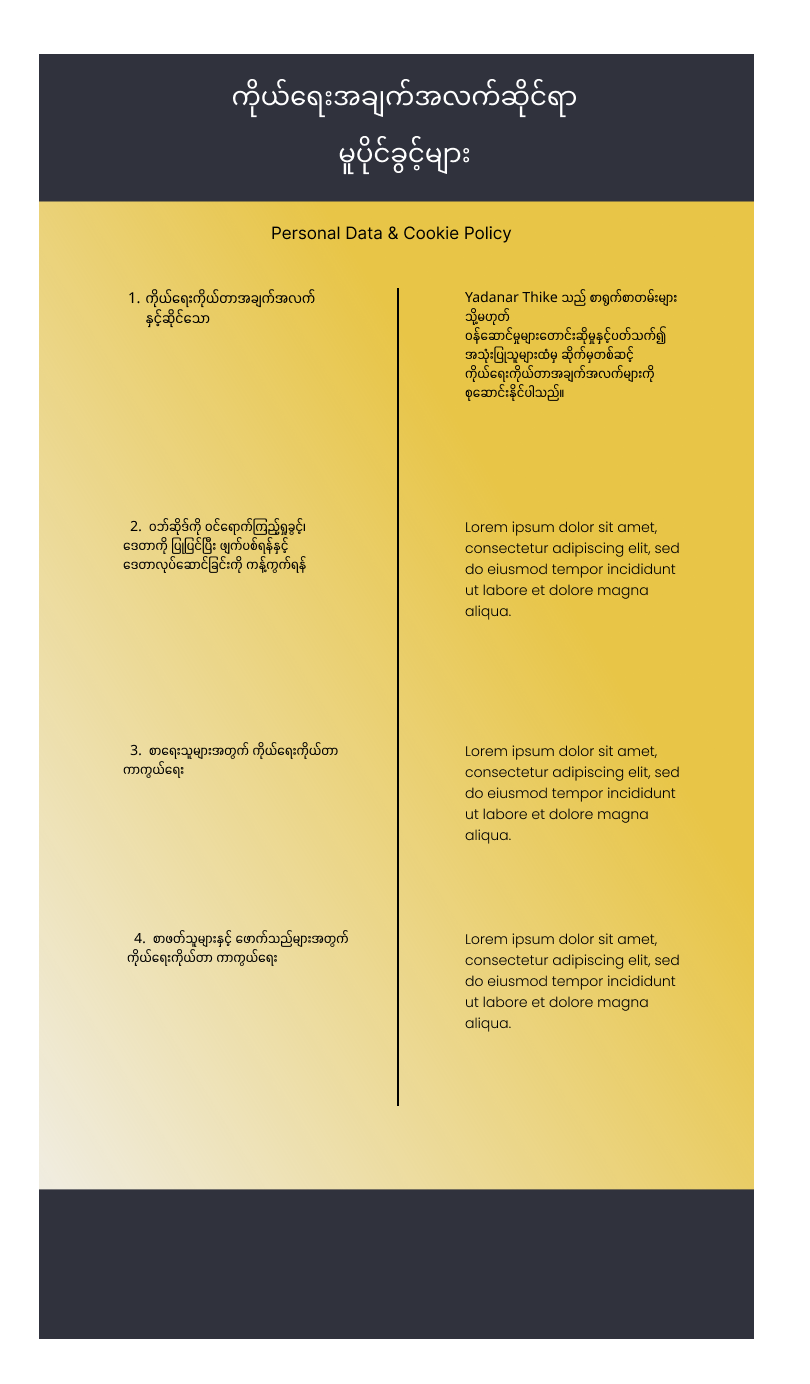 ကိုယ်ရေးအချက်အလက်ဆိုင်ရာ
မူပိုင်ခွင့်များ
Personal Data & Cookie Policy
1. ကိုယ်ရေးကိုယ်တာအချက်အလက်
နှင့်ဆိုင်သော
Yadanar Thike သည် စာရွက်စာတမ်းများ
သို့မဟုတ်
ဝန်ဆောင်မှုများတောင်းဆိုမှုနှင့်ပတ်သက်၍
အသုံးပြုသူများထံမှ ဆိုက်မှတစ်ဆင့်
ကိုယ်ရေးကိုယ်တာအချက်အလက်များကို
စုဆောင်းနိုင်ပါသည်။
2. ဝဘ်ဆိုဒ်ကို ဝင်ရောက်ကြည့်ရှုခွင့်၊
ဒေတာကို ပြုပြင်ပြီး ဖျက်ပစ်ရန်နှင့်
ဒေတာလုပ်ဆောင်ခြင်းကို ကန့်ကွက်ရန်
Lorem ipsum dolor sit amet,
consectetur adipiscing elit, sed
do eiusmod tempor incididunt
ut labore et dolore magna
aliqua.
3. စာရေးသူများအတွက် ကိုယ်ရေးကိုယ်တာ
ကာကွယ်ရေး
Lorem ipsum dolor sit amet,
consectetur adipiscing elit, sed
do eiusmod tempor incididunt
ut labore et dolore magna
aliqua.
4. စာဖတ်သူများနှင့် ဖောက်သည်များအတွက်
ကိုယ်ရေးကိုယ်တာ ကာကွယ်ရေး
Lorem ipsum dolor sit amet,
consectetur adipiscing elit, sed
do eiusmod tempor incididunt
ut labore et dolore magna
aliqua.